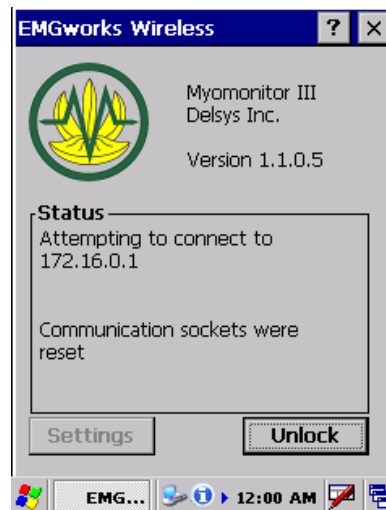 EMGworks Wireless ? ×
Myomonitor III
Delsys Inc.
Version 1.1.0.5
Status
Attempting to connect to
172.16.0.1
Communication sockets were
reset
Settings Unlock
EMG... 12:00 AM